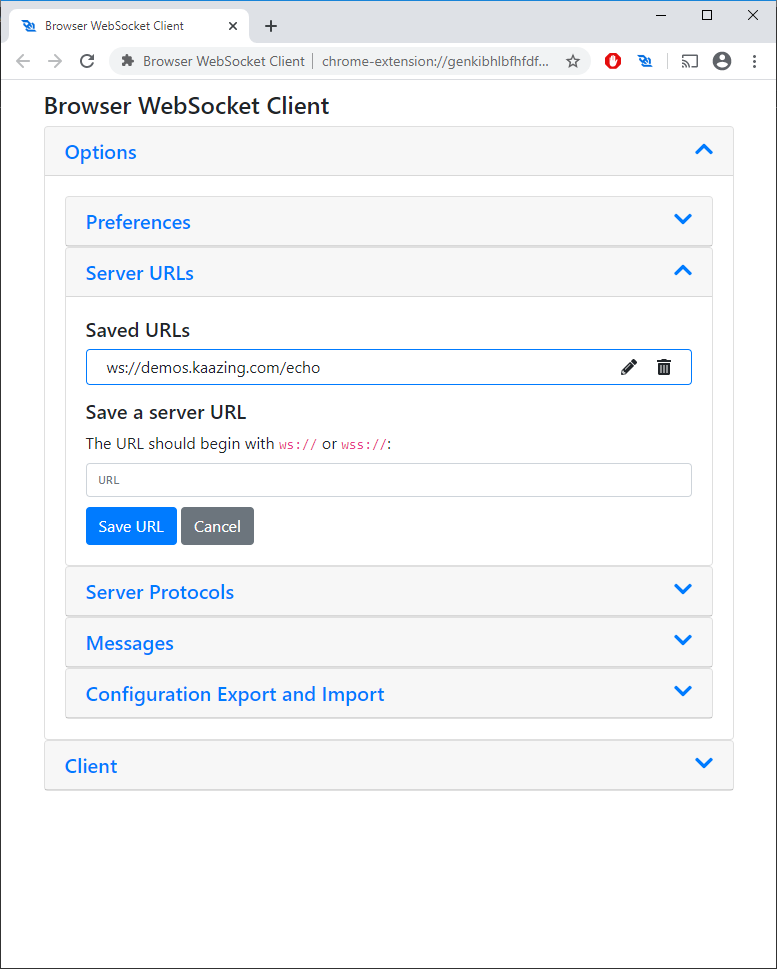 Browser WebSocket Client
Browser WebSocket Client | chrome-extension://genkibhlbfhfdf...
Browser WebSocket Client
Options
Preferences
Server URLs
Saved URLs
ws://demos.kaazing.com/echo
Save a server URL
The URL should begin with ws:// or wss://:
URL
Save URL Cancel
Server Protocols
Messages
Configuration Export and Import
Client